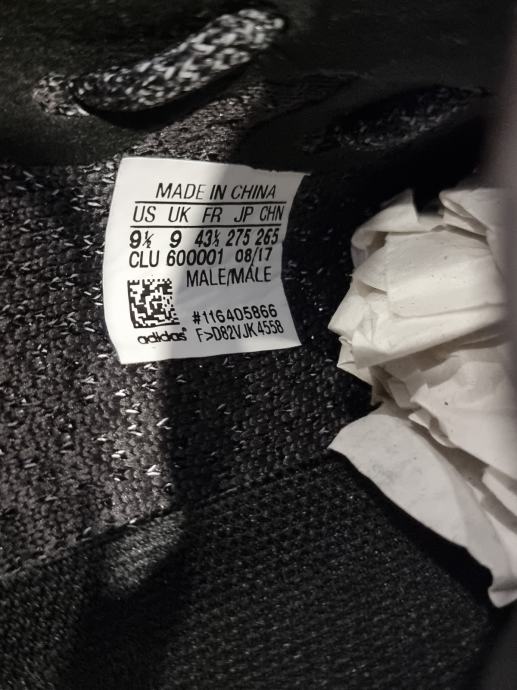 MADE IN CHINA
US UK FR JP CHN
9½ 9 43⅓ 275 265
CLU 600001 08/17
MALE/MALE
#116405866
adidas® F>D82VJK4558